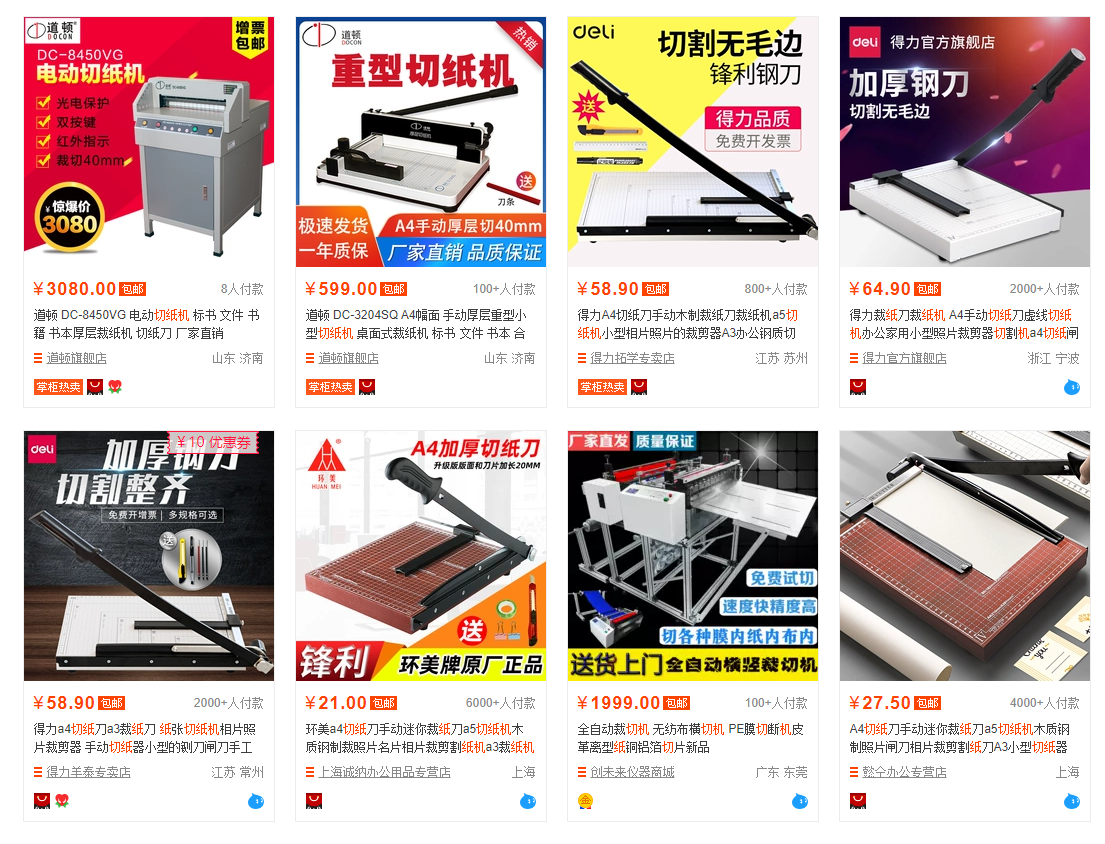 道顿®
DOCON
增票
包邮
DC-8450VG
电动切纸机
光电保护
双按键
红外指示
裁切40mm
惊爆价
¥3080
¥3080.00 包邮 8人付款
道顿 DC-8450VG 电动切纸机 标书 文件 书
籍 书本厚层裁纸机 切纸刀 厂家直销
道顿旗舰店 山东 济南
掌柜热卖
道顿
DOCON
热销
重型切纸机
送
刀条
极速发货
一年质保
A4手动厚层切40mm
厂家直销 品质保证
¥599.00 包邮 100+人付款
道顿 DC-3204SQ A4幅面 手动厚层重型小
型切纸机 桌面式裁纸机 标书 文件 书本 合
道顿旗舰店 山东 济南
掌柜热卖
deli
切割无毛边
锋利钢刀
送
得力品质
免费开发票
¥58.90 包邮 800+人付款
得力A4切纸刀手动木制裁纸刀裁纸机a5切
纸机小型相片照片的裁剪器A3办公钢质切
得力拓学专卖店 江苏 苏州
掌柜热卖
deli 得力官方旗舰店
加厚钢刀
切割无毛边
¥64.90 包邮 2000+人付款
得力裁纸刀裁纸机 A4手动切纸刀虚线切纸
机办公家用小型照片裁剪器切割机a4切纸闸
得力官方旗舰店 浙江 宁波
deli
¥10 优惠券
加厚钢刀
切割整齐
免费开增票 | 多规格可选
送
¥58.90 包邮 2000+人付款
得力a4切纸刀a3裁纸刀 纸张切纸机相片照
片裁剪器 手动切纸器小型的铡刀闸刀手工
得力羊泰专卖店 江苏 常州
环美
HUAN MEI
A4加厚切纸刀
升级版版面和刀片加长20MM
送
锋利
环美牌原厂正品
¥21.00 包邮 6000+人付款
环美a4切纸刀手动迷你裁纸刀a5切纸机木
质钢制裁照片名片相片裁剪割纸机a3裁纸机
上海诚纳办公用品专营店 上海
厂家直发 质量保证
免费试切
速度快精度高
切各种膜内纸内布内
送货上门 全自动横竖裁切机
¥1999.00 包邮 100+人付款
全自动裁切机 无纺布横切机 PE膜切断机皮
革离型纸铜铝箔切片新品
创未来仪器商城 广东 东莞
¥27.50 包邮 4000+人付款
A4切纸刀手动迷你裁纸刀a5切纸机木质钢
制照片闸刀相片裁剪割纸刀A3小型切纸器
懿仝办公专营店 上海